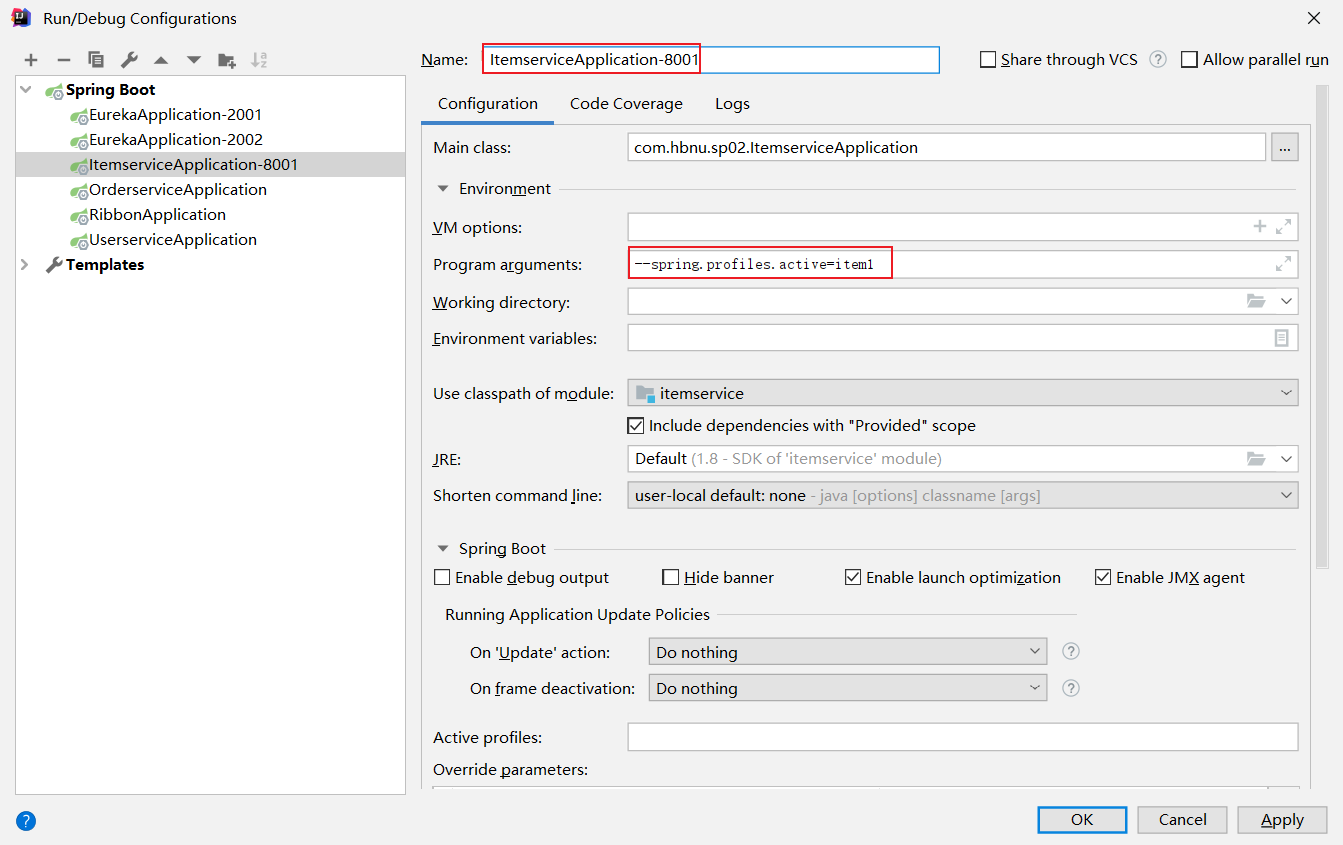 Run/Debug Configurations
Name: ItemserviceApplication-8001 Share through VCS ? Allow parallel run
Spring Boot
EurekaApplication-2001
EurekaApplication-2002
ItemserviceApplication-8001
OrderserviceApplication
RibbonApplication
UserserviceApplication
Templates
Configuration Code Coverage Logs
Main class: com.hbnu.sp02.ItemserviceApplication ...
Environment
VM options:
Program arguments: --spring.profiles.active=item1
Working directory:
Environment variables:
Use classpath of module: itemservice
Include dependencies with "Provided" scope
JRE: Default (1.8 - SDK of 'itemservice' module)
Shorten command line: user-local default: none - java [options] classname [args]
Spring Boot
Enable debug output Hide banner Enable launch optimization Enable JMX agent
Running Application Update Policies
On 'Update' action: Do nothing ?
On frame deactivation: Do nothing ?
Active profiles:
Override parameters:
? OK Cancel Apply